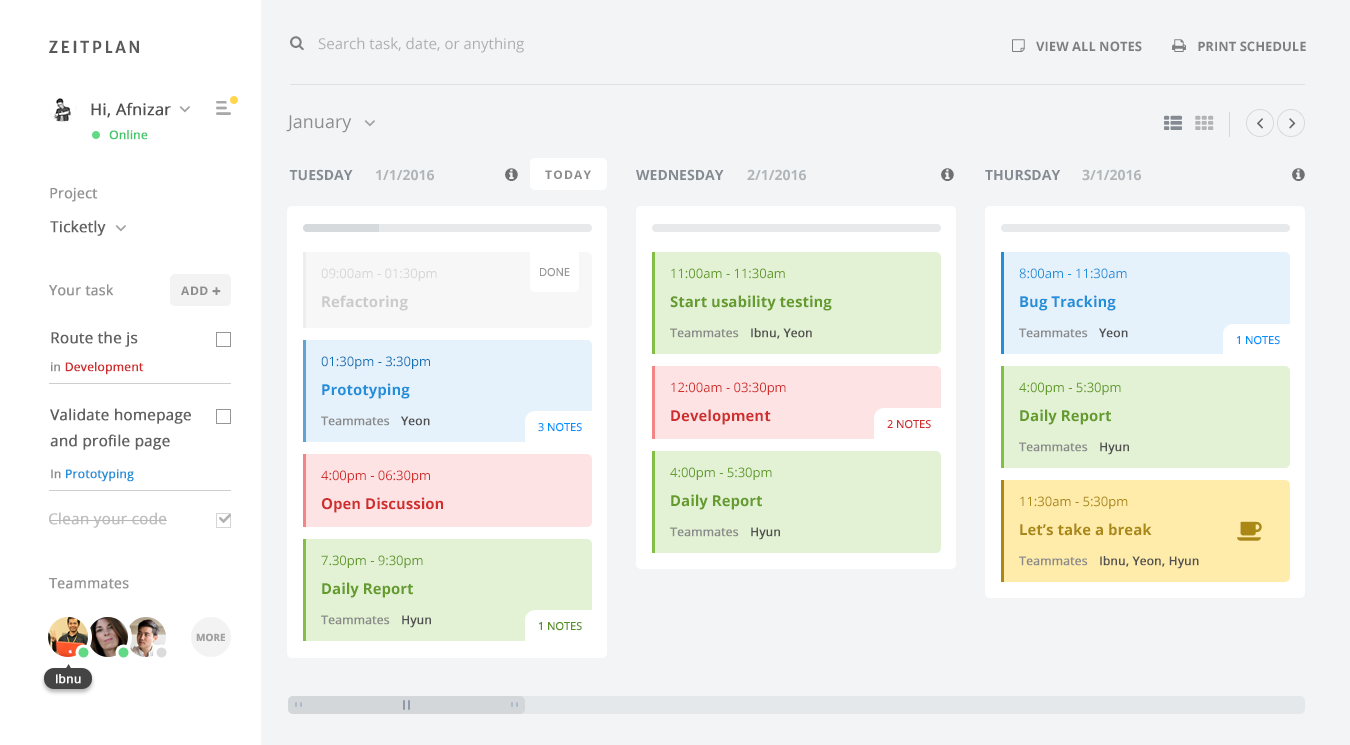 ZEITPLAN
Hi, Afnizar
Online
Project
Ticketly
Your task
ADD +
Route the js
in Development
Validate homepage
and profile page
In Prototyping
Clean your code
Teammates
MORE
Ibnu
Search task, date, or anything
VIEW ALL NOTES
PRINT SCHEDULE
January
TUESDAY 1/1/2016
TODAY
09:00am - 01:30pm
DONE
Refactoring
01:30pm - 3:30pm
Prototyping
Teammates Yeon
3 NOTES
4:00pm - 06:30pm
Open Discussion
7.30pm - 9:30pm
Daily Report
Teammates Hyun
1 NOTES
WEDNESDAY 2/1/2016
11:00am - 11:30am
Start usability testing
Teammates Ibnu, Yeon
12:00am - 03:30pm
Development
2 NOTES
4:00pm - 5:30pm
Daily Report
Teammates Hyun
THURSDAY 3/1/2016
8:00am - 11:30am
Bug Tracking
Teammates Yeon
1 NOTES
4:00pm - 5:30pm
Daily Report
Teammates Hyun
11:30am - 5:30pm
Let’s take a break
Teammates Ibnu, Yeon, Hyun